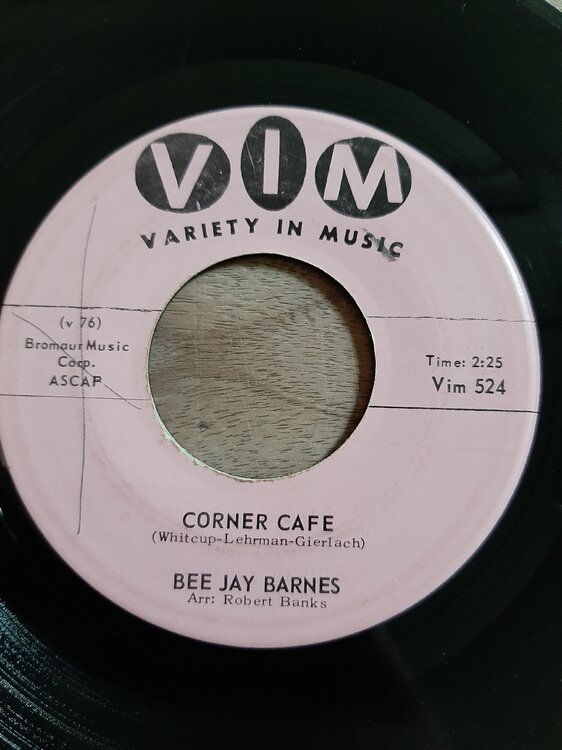 VIM
VARIETY IN MUSIC
(v 76)
Bromour Music
Corp.
ASCAP
Time: 2:25
Vim 524
CORNER CAFE
(Whitcup-Lehrman-Gierlach)
BEE JAY BARNES
Arr: Robert Banks